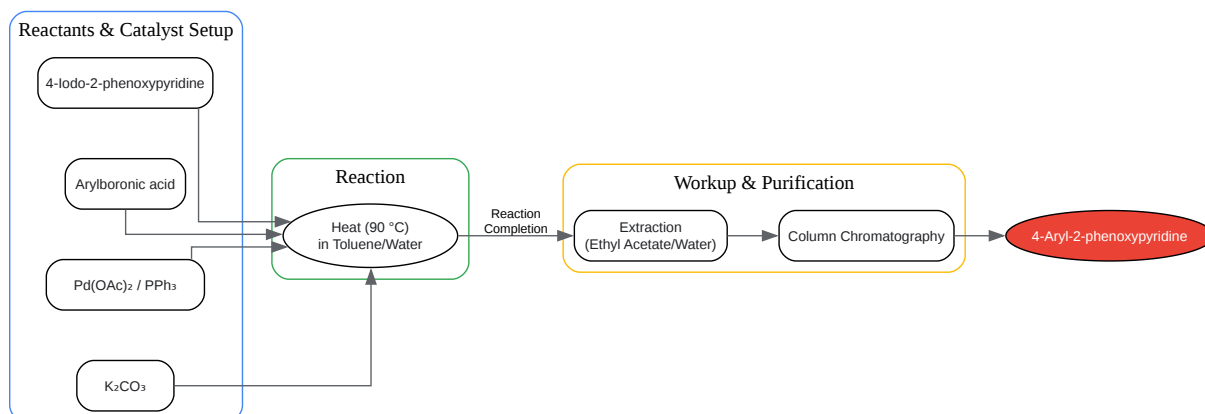 Reactants & Catalyst Setup
4-Iodo-2-phenoxypyridine
Arylboronic acid
Pd(OAc)₂ / PPh₃
K₂CO₃
Reaction
Heat (90 °C)
in Toluene/Water
Reaction
Completion
Workup & Purification
Extraction
(Ethyl Acetate/Water)
Column Chromatography
4-Aryl-2-phenoxypyridine